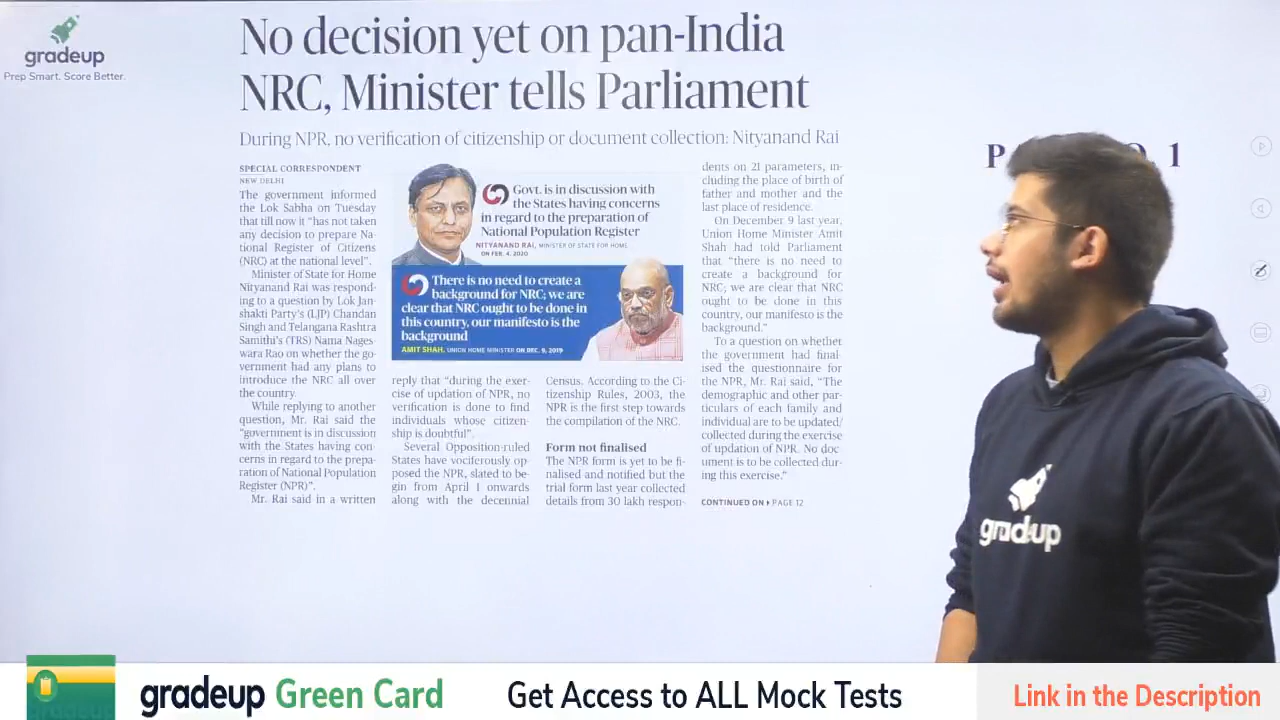 gradeup
Prep Smart. Score Better.
No decision yet on pan-India
NRC, Minister tells Parliament
During NPR, no verification of citizenship or document collection: Nityanand Rai
SPECIAL CORRESPONDENT
NEW DELHI
The government informed
the Lok Sabha on Tuesday
that till now it “has not taken
any decision to prepare Na-
tional Register of Citizens
(NRC) at the national level”.
Minister of State for Home
Nityanand Rai was respond-
ing to a question by Lok Jan-
shakti Party’s (LJP) Chandan
Singh and Telangana Rashtra
Samithi’s (TRS) Nama Nages-
wara Rao on whether the go-
vernment had any plans to
introduce the NRC all over
the country.
While replying to another
question, Mr. Rai said the
“government is in discussion
with the States having con-
cerns in regard to the prepa-
ration of National Population
Register (NPR)”.
Mr. Rai said in a written
Govt. is in discussion with
the States having concerns
in regard to the preparation of
National Population Register
NITYANAND RAI, MINISTER OF STATE FOR HOME,
ON FEB. 4, 2020
There is no need to create a
background for NRC; we are
clear that NRC ought to be done in
this country, our manifesto is the
background
AMIT SHAH, UNION HOME MINISTER ON DEC. 9, 2019
reply that “during the exer-
cise of updation of NPR, no
verification is done to find
individuals whose citizen-
ship is doubtful”.
Several Opposition-ruled
States have vociferously op-
posed the NPR, slated to be-
gin from April 1 onwards
along with the decennial
Census. According to the Ci-
tizenship Rules, 2003, the
NPR is the first step towards
the compilation of the NRC.
Form not finalised
The NPR form is yet to be fi-
nalised and notified but the
trial form last year collected
details from 30 lakh respon-
dents on 21 parameters, in-
cluding the place of birth of
father and mother and the
last place of residence.
On December 9 last year,
Union Home Minister Amit
Shah had told Parliament
that “there is no need to
create a background for
NRC; we are clear that NRC
ought to be done in this
country, our manifesto is the
background.”
To a question on whether
the government had final-
ised the questionnaire for
the NPR, Mr. Rai said, “The
demographic and other par-
ticulars of each family and
individual are to be updated/
collected during the exercise
of updation of NPR. No doc-
ument is to be collected dur-
ing this exercise.”
CONTINUED ON PAGE 12
1
gradeup
gradeup Green Card
Get Access to ALL Mock Tests
Link in the Description